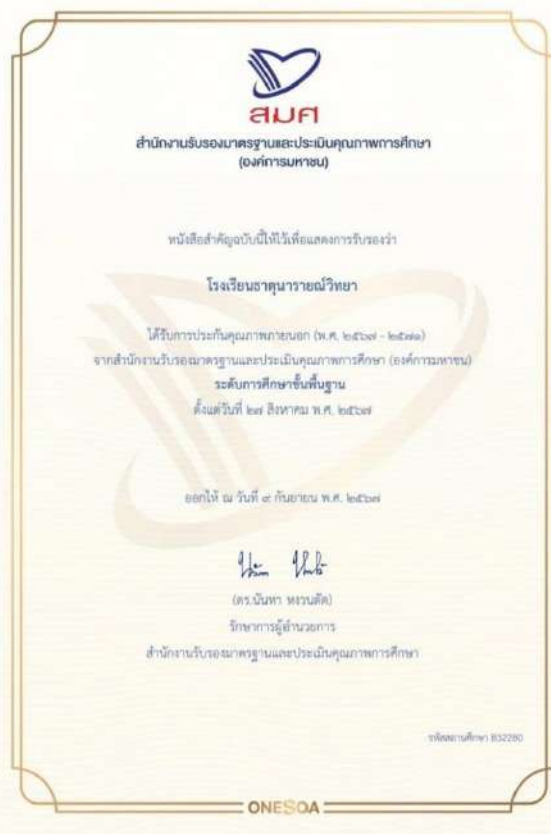 สมศ
สำนักงานรับรองมาตรฐานและประเมินคุณภาพการศึกษา
(องค์การมหาชน)
หนังสือสำคัญฉบับนี้ให้ไว้เพื่อแสดงการรับรองว่า
โรงเรียนธาตุนารายณ์วิทยา
ได้รับการประกันคุณภาพภายนอก (พ.ศ. ๒๕๖๗ - ๒๕๗๑)
จากสำนักงานรับรองมาตรฐานและประเมินคุณภาพการศึกษา (องค์การมหาชน)
ระดับการศึกษาขั้นพื้นฐาน
ตั้งแต่วันที่ ๒๗ สิงหาคม พ.ศ. ๒๕๖๗
ออกให้ ณ วันที่ ๙ กันยายน พ.ศ. ๒๕๖๗
(ดร.นันทา หงวนตัด)
รักษาการผู้อำนวยการ
สำนักงานรับรองมาตรฐานและประเมินคุณภาพการศึกษา
รหัสสถานศึกษา B32280
ONESQA